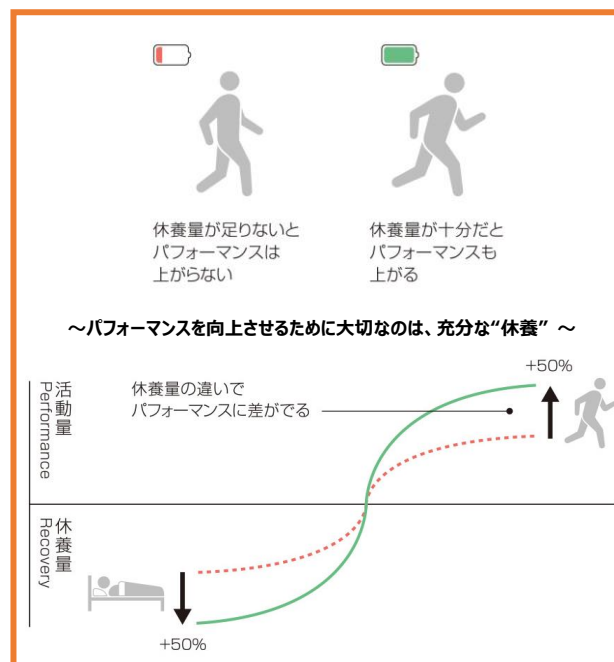 休養量が足りないと
パフォーマンスは
上がらない
休養量が十分だと
パフォーマンスも
上がる
～パフォーマンスを向上させるために大切なのは、充分な“休養” ～
+50%
活動量
Performance
休養量の違いで
パフォーマンスに差がでる
休養量
Recovery
+50%